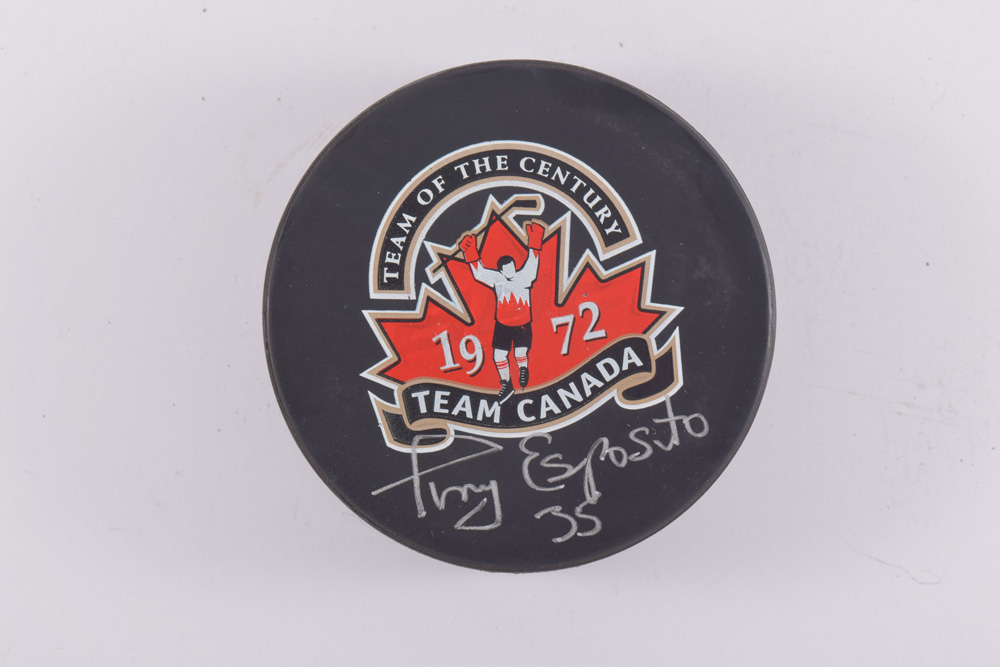 TEAM OF THE CENTURY
19 72
TEAM CANADA
Tony Esposito
35